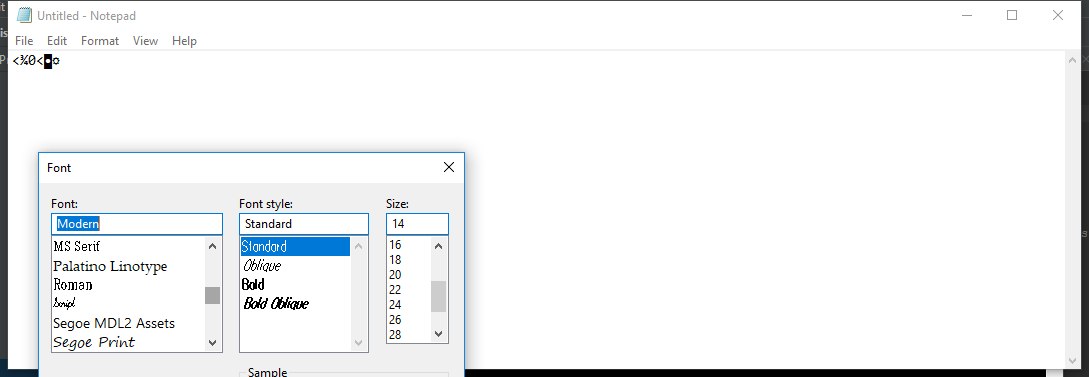 Untitled - Notepad
File Edit Format View Help
<¾0<•¤
Font
Font: Font style: Size:
Modern Standard 14
MS Serif Standard 16
Palatino Linotype Oblique 18
Roman Bold 20
Script Bold Oblique 22
Segoe MDL2 Assets 24
Segoe Print 26
28
Sample